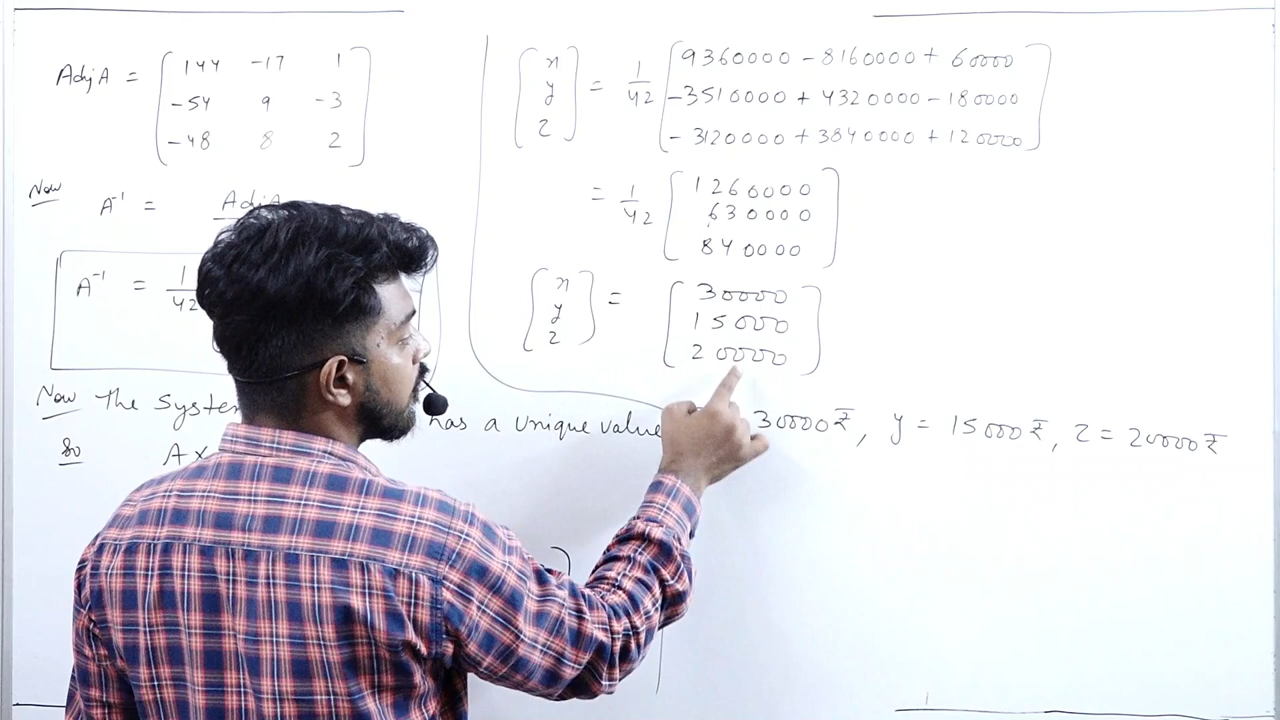 Adj A =
[ 144 -17 1
-54 9 -3
-48 8 2 ]
Now
A⁻¹ = Adj A
A⁻¹ = 1/42
Now The System has a unique value 30000₹, y = 15000₹, z = 20000₹
So AX
[ x y z ] = 1/42
[ 9360000 - 8160000 + 60000
-3510000 + 4320000 - 180000
-3120000 + 3840000 + 120000 ]
= 1/42
[ 1260000
630000
840000 ]
[ x y z ] =
[ 30000
15000
20000 ]